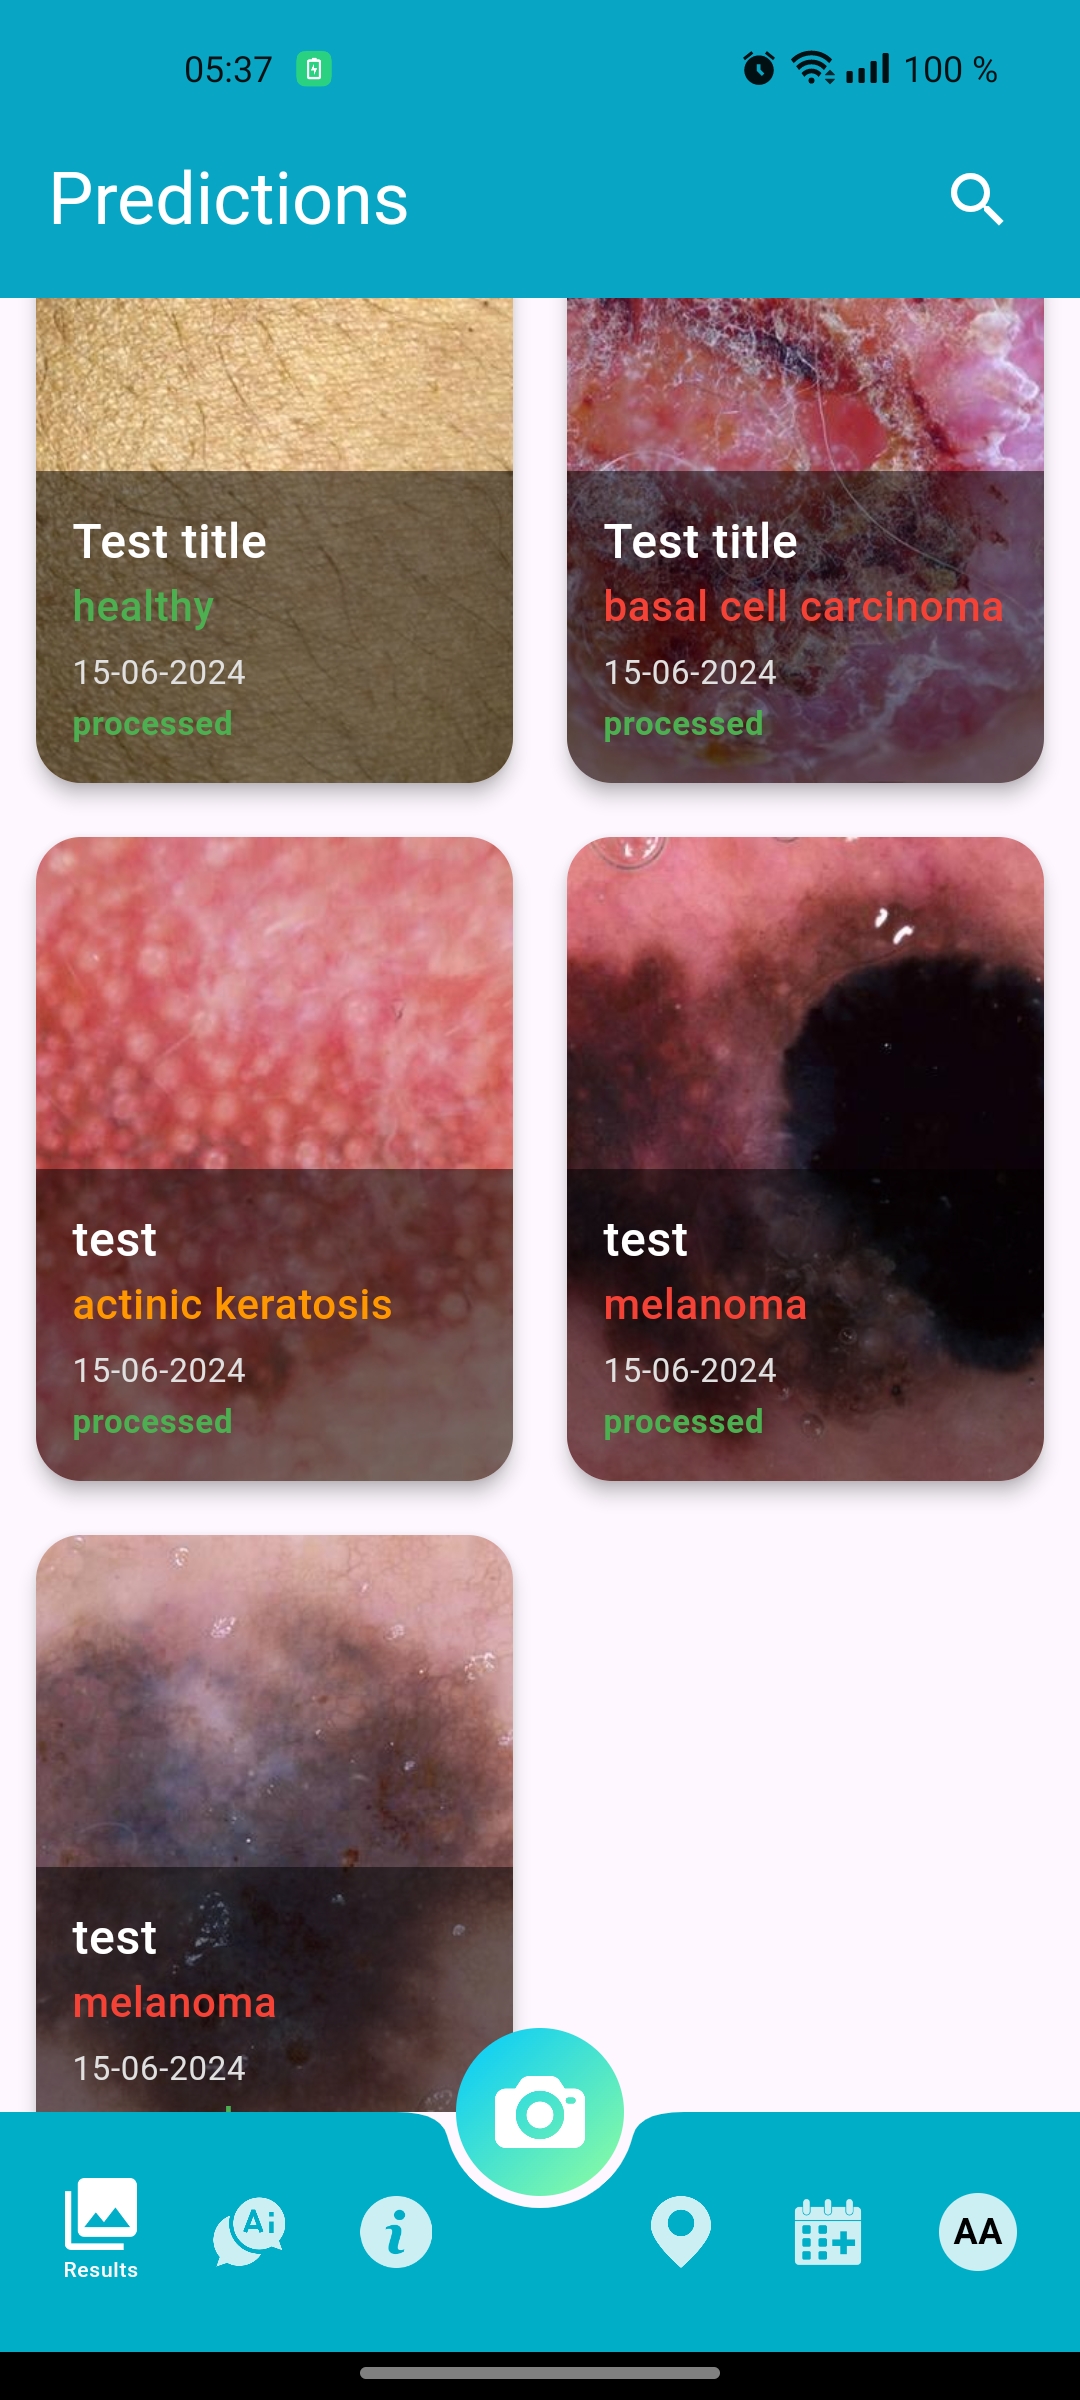 05:37
100 %
Predictions
Test title
healthy
15-06-2024
processed
Test title
basal cell carcinoma
15-06-2024
processed
test
actinic keratosis
15-06-2024
processed
test
melanoma
15-06-2024
processed
test
melanoma
15-06-2024
Ai
i
AA
Results